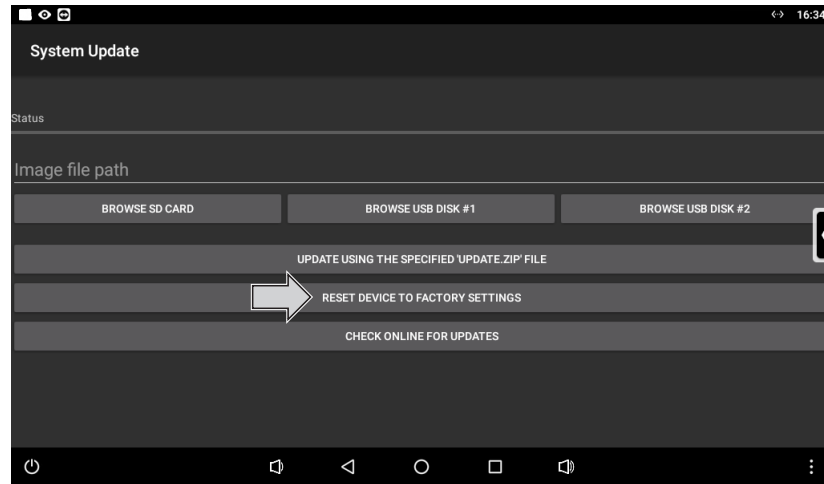 16:34
System Update
Status
Image file path
BROWSE SD CARD
BROWSE USB DISK #1
BROWSE USB DISK #2
UPDATE USING THE SPECIFIED 'UPDATE.ZIP' FILE
RESET DEVICE TO FACTORY SETTINGS
CHECK ONLINE FOR UPDATES